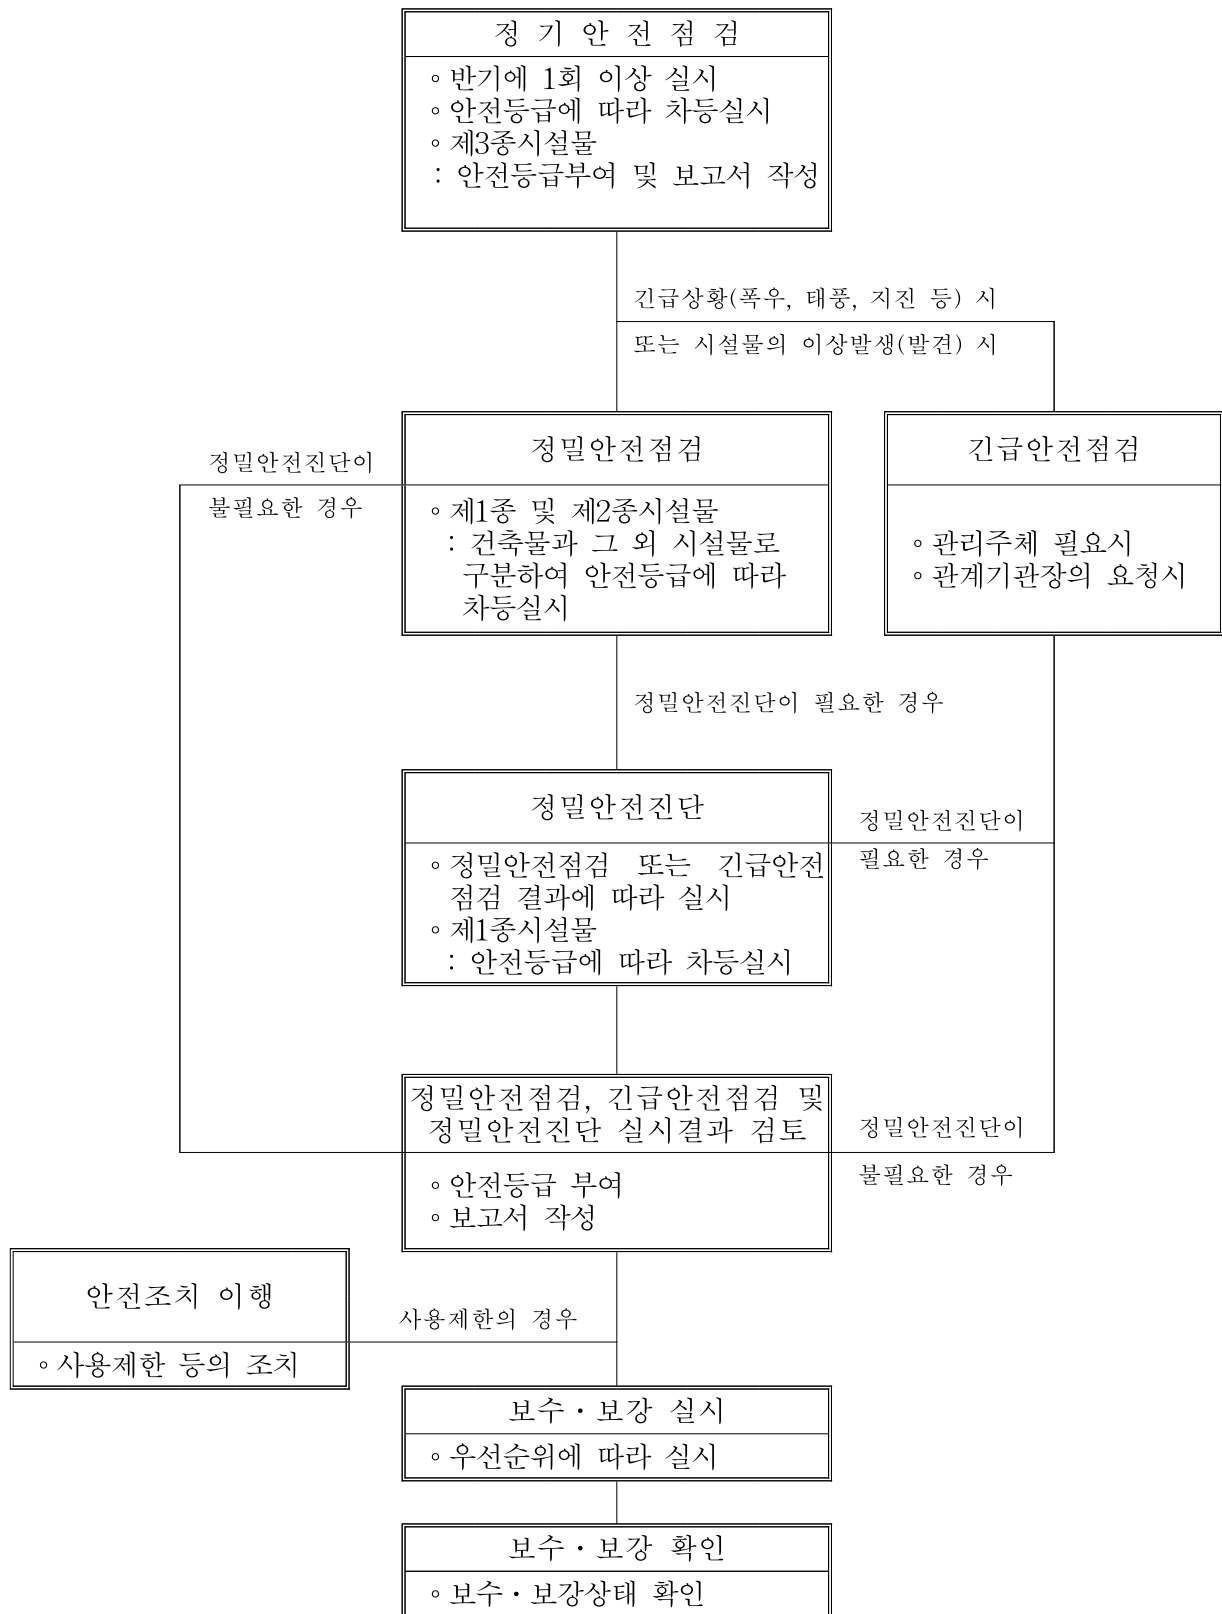 정 기 안 전 점 검
◦ 반기에 1회 이상 실시
◦ 안전등급에 따라 차등실시
◦ 제3종시설물
: 안전등급부여 및 보고서 작성
긴급상황(폭우, 태풍, 지진 등) 시
또는 시설물의 이상발생(발견) 시
정밀안전진단이
불필요한 경우
정밀안전점검
◦ 제1종 및 제2종시설물
: 건축물과 그 외 시설물로
구분하여 안전등급에 따라
차등실시
긴급안전점검
◦ 관리주체 필요시
◦ 관계기관장의 요청시
정밀안전진단이 필요한 경우
정밀안전진단
◦ 정밀안전점검 또는 긴급안전
점검 결과에 따라 실시
◦ 제1종시설물
: 안전등급에 따라 차등실시
정밀안전진단이
필요한 경우
정밀안전점검, 긴급안전점검 및
정밀안전진단 실시결과 검토
◦ 안전등급 부여
◦ 보고서 작성
정밀안전진단이
불필요한 경우
안전조치 이행
◦ 사용제한 등의 조치
사용제한의 경우
보수・보강 실시
◦ 우선순위에 따라 실시
보수・보강 확인
◦ 보수・보강상태 확인